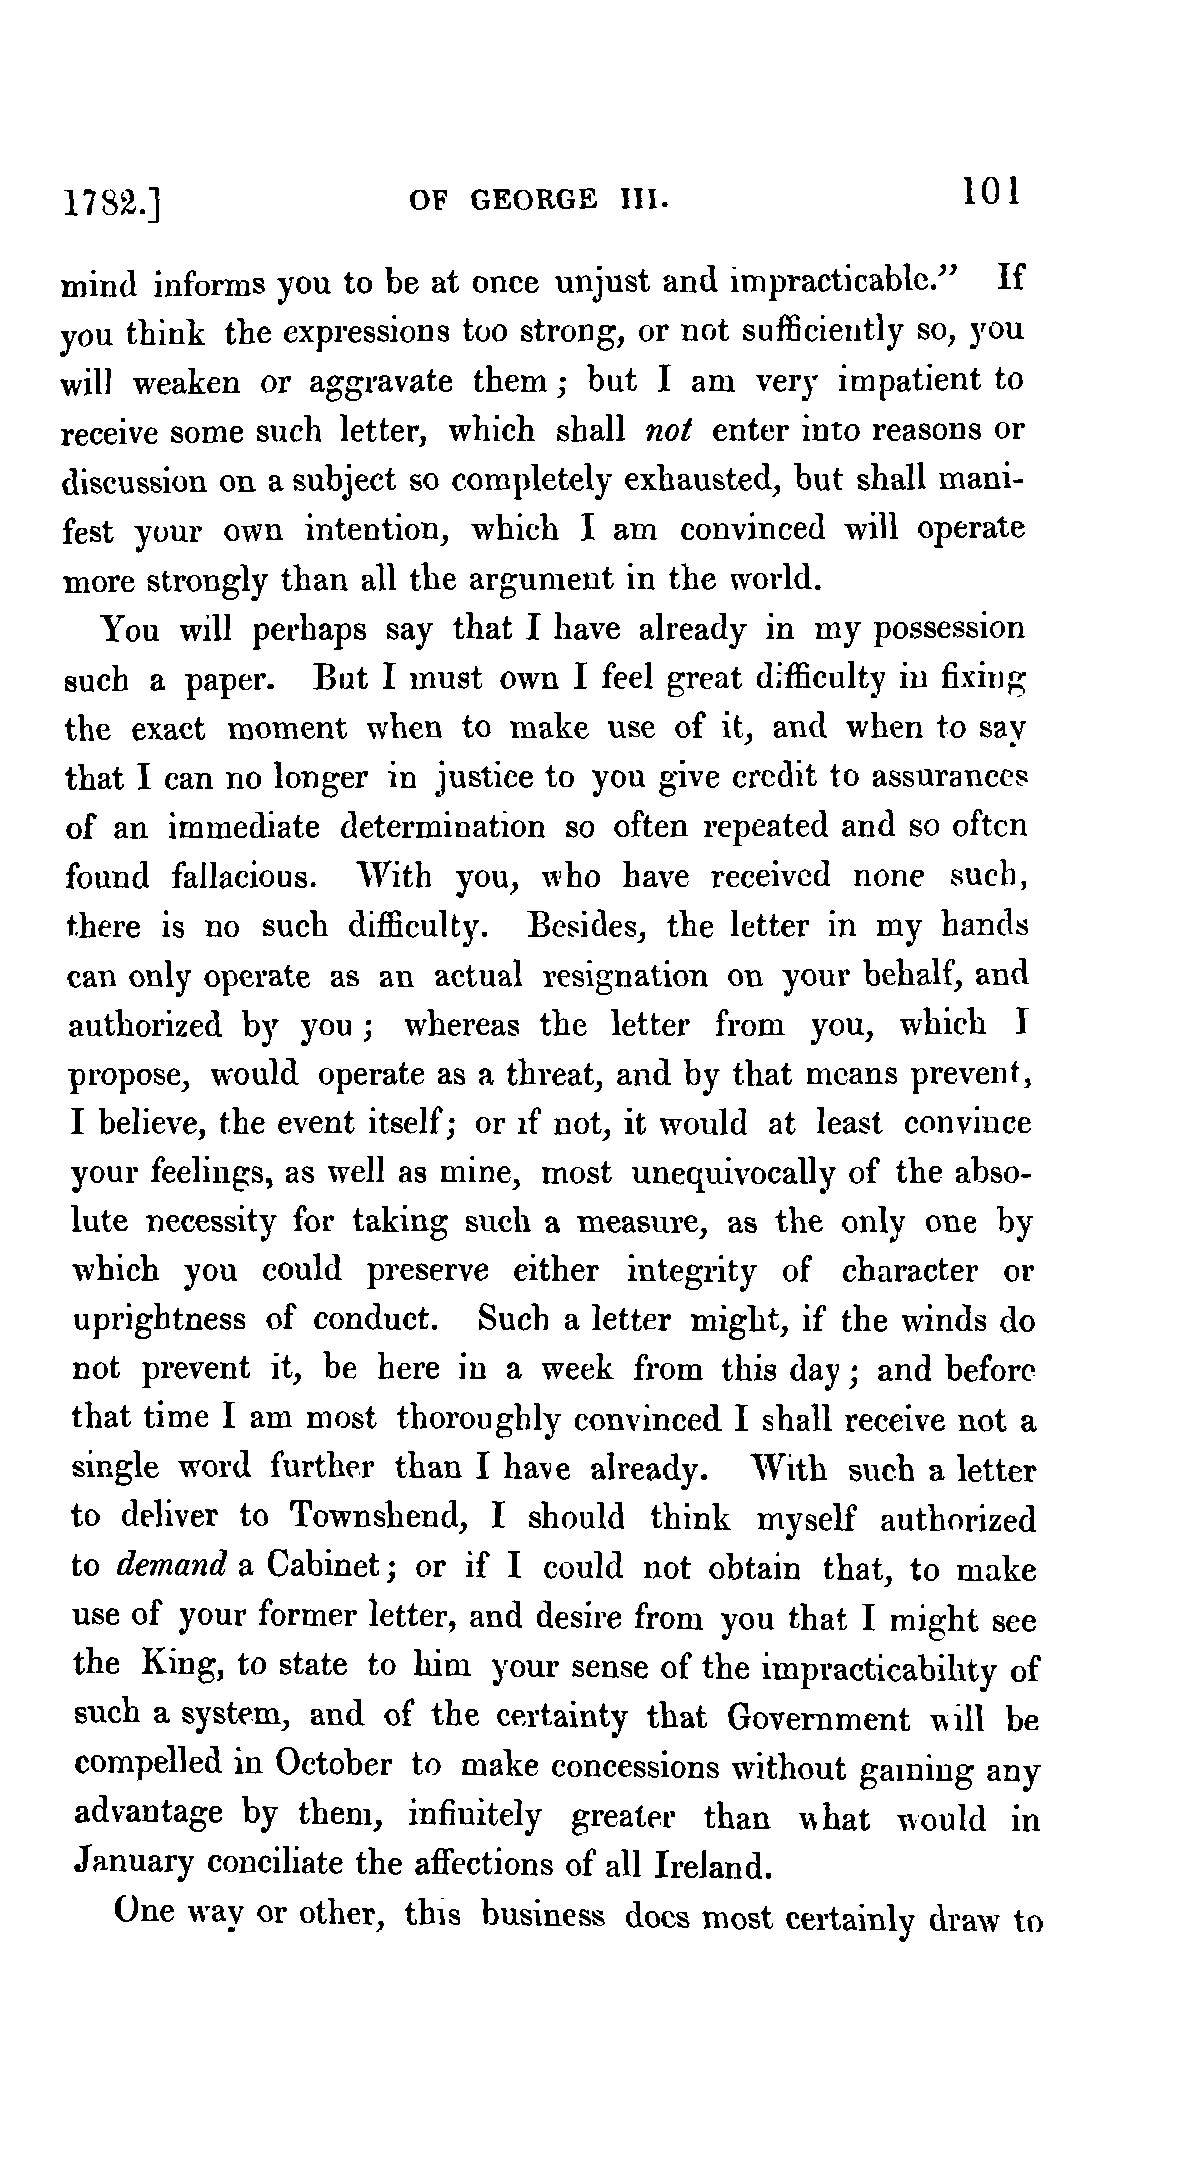 1782.] OF GEORGE III. 101
mind informs you to be at once unjust and impracticable." If
you think the expressions too strong, or not sufficiently so, you
will weaken or aggravate them; but I am very impatient to
receive some such letter, which shall not enter into reasons or
discussion on a subject so completely exhausted, but shall mani-
fest your own intention, which I am convinced will operate
more strongly than all the argument in the world.
You will perhaps say that I have already in my possession
such a paper. But I must own I feel great difficulty in fixing
the exact moment when to make use of it, and when to say
that I can no longer in justice to you give credit to assurances
of an immediate determination so often repeated and so often
found fallacious. With you, who have received none such,
there is no such difficulty. Besides, the letter in my hands
can only operate as an actual resignation on your behalf, and
authorized by you; whereas the letter from you, which I
propose, would operate as a threat, and by that means prevent,
I believe, the event itself; or if not, it would at least convince
your feelings, as well as mine, most unequivocally of the abso-
lute necessity for taking such a measure, as the only one by
which you could preserve either integrity of character or
uprightness of conduct. Such a letter might, if the winds do
not prevent it, be here in a week from this day; and before
that time I am most thoroughly convinced I shall receive not a
single word further than I have already. With such a letter
to deliver to Townshend, I should think myself authorized
to demand a Cabinet; or if I could not obtain that, to make
use of your former letter, and desire from you that I might see
the King, to state to him your sense of the impracticability of
such a system, and of the certainty that Government will be
compelled in October to make concessions without gaining any
advantage by them, infinitely greater than what would in
January conciliate the affections of all Ireland.
One way or other, this business does most certainly draw to